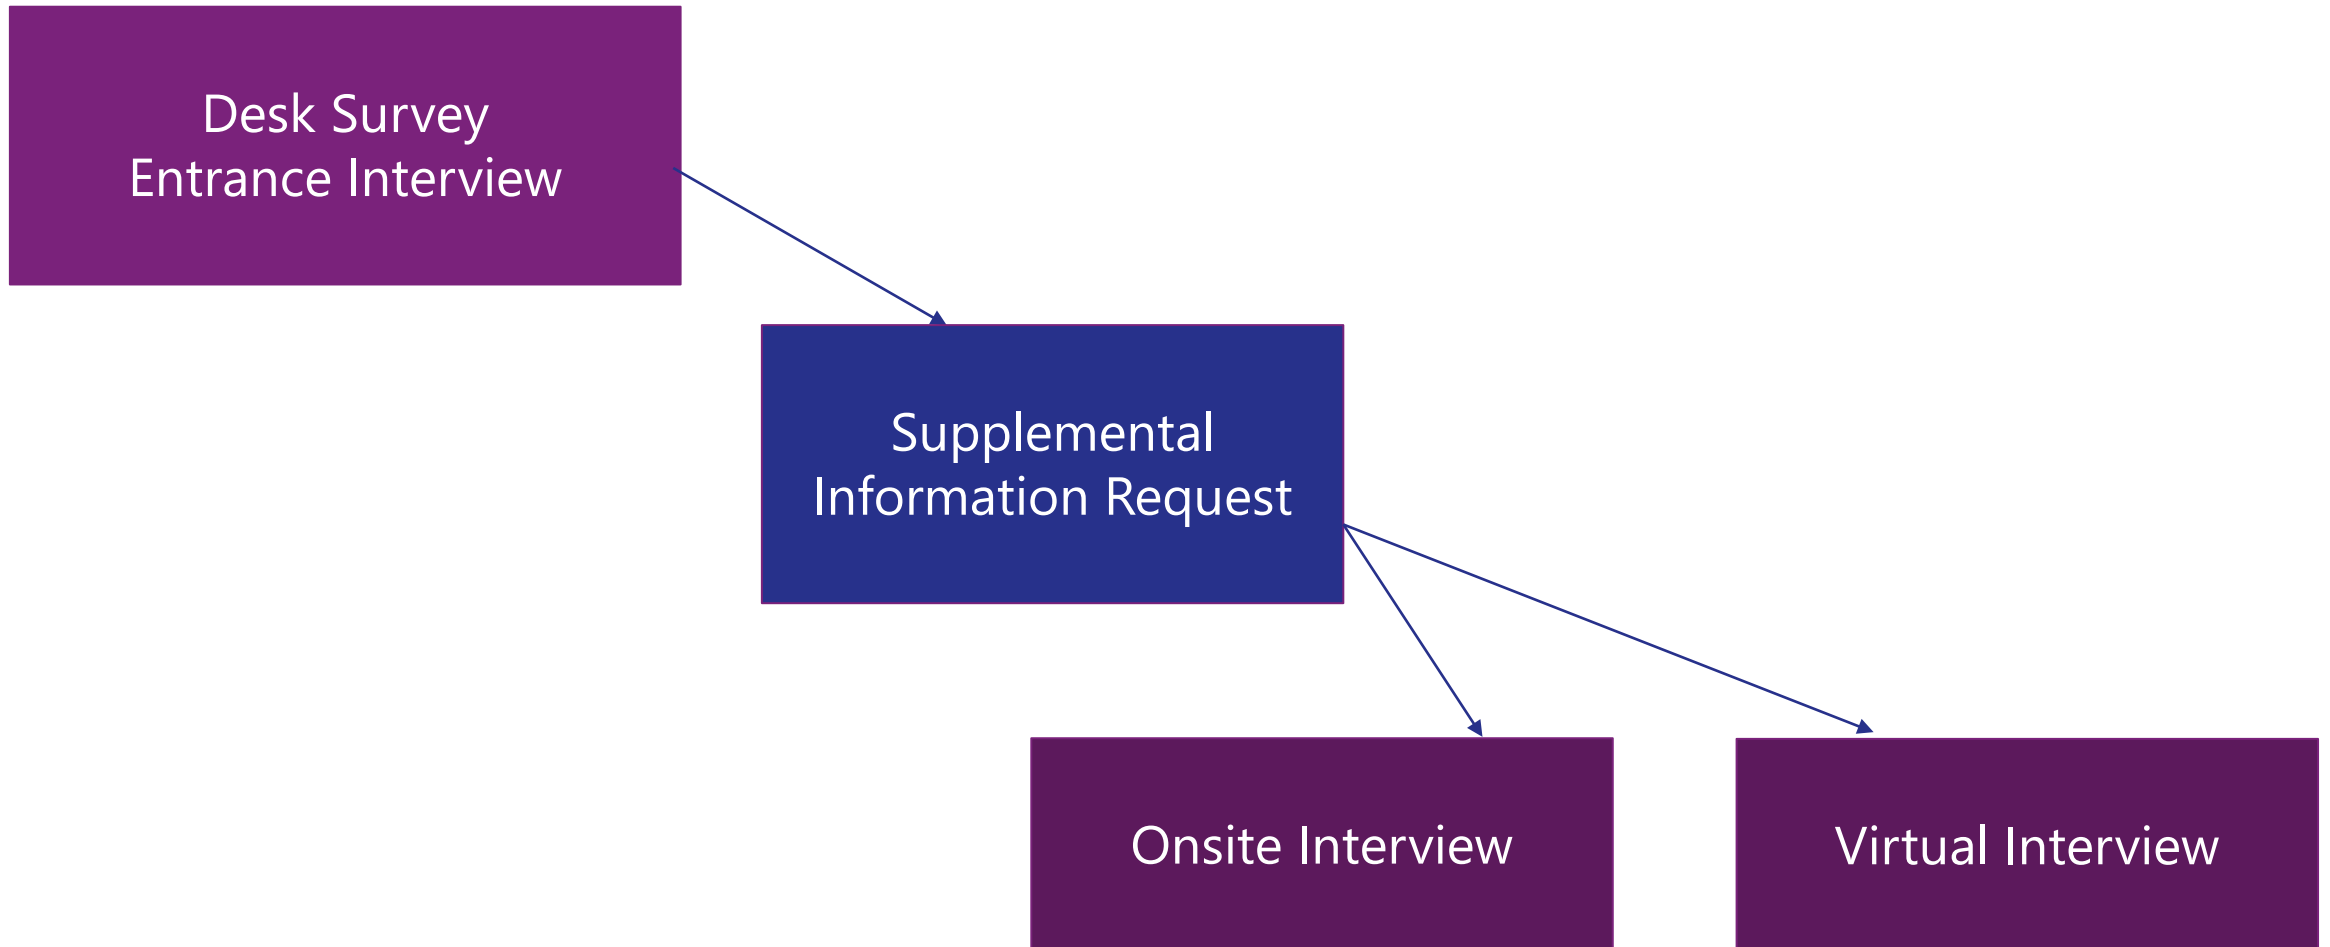 Desk Survey
Entrance Interview
Supplemental
Information Request
Onsite Interview
Virtual Interview